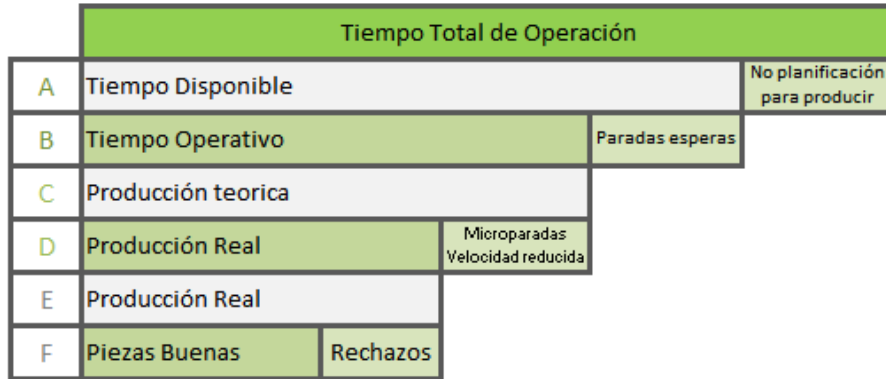 Tiempo Total de Operación
A
Tiempo Disponible
No planificación
para producir
B
Tiempo Operativo
Paradas esperas
C
Producción teorica
D
Producción Real
Microparadas
Velocidad reducida
E
Producción Real
F
Piezas Buenas
Rechazos